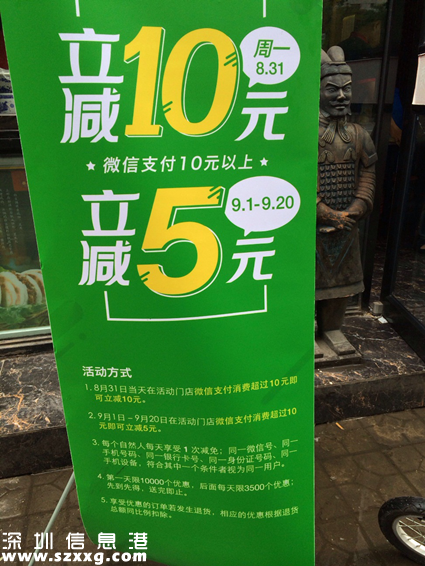 立减10元
周一
8.31
★微信支付10元以上★
立减5元
9.1-9.20
活动方式
1. 8月31日当天在活动门店微信支付消费超过10元即
可立减10元。
2. 9月1日－9月20日在活动门店微信支付消费超过10
元即可立减5元。
3. 每个自然人每天享受1次减免；同一微信号、同一
手机号码、同一银行卡号、同一身份证号码、同一
手机设备，符合其中一个条件者视为同一用户。
4. 第一天限10000个优惠，后面每天限3500个优惠；
先到先得，送完即止。
5. 享受优惠的订单若发生退货，相应的优惠根据退货
总额同比例扣除。
深圳信息港
www.szxxg.com